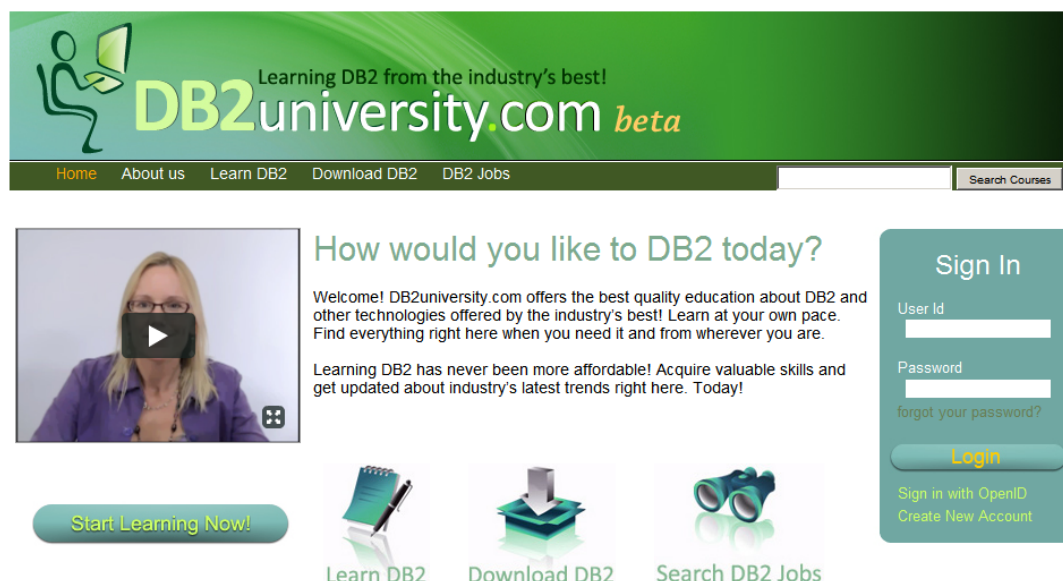 Learning DB2 from the industry's best!
DB2university.com beta
Home About us Learn DB2 Download DB2 DB2 Jobs Search Courses
How would you like to DB2 today?
Welcome! DB2university.com offers the best quality education about DB2 and
other technologies offered by the industry's best! Learn at your own pace.
Find everything right here when you need it and from wherever you are.
Learning DB2 has never been more affordable! Acquire valuable skills and
get updated about industry's latest trends right here. Today!
Sign In
User Id
Password
forgot your password?
Login
Sign in with OpenID
Create New Account
Start Learning Now!
Learn DB2 Download DB2 Search DB2 Jobs